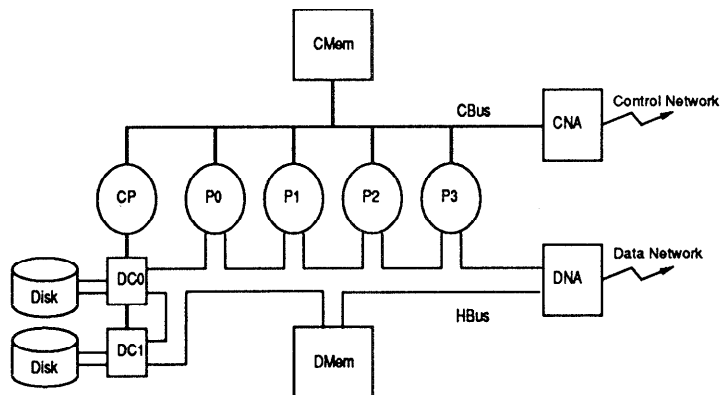 CMem
CBus
Control Network
CNA
CP
P0
P1
P2
P3
Disk
DC0
Data Network
DNA
HBus
Disk
DC1
DMem